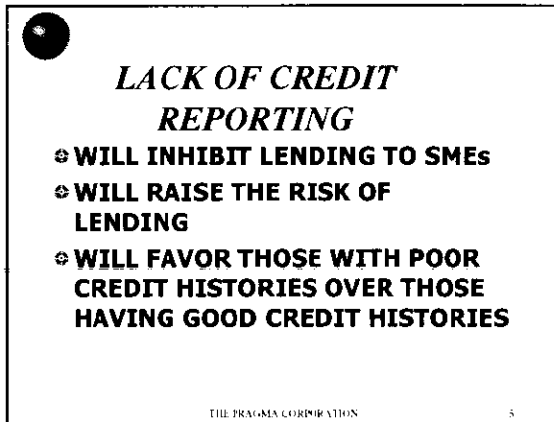 LACK OF CREDIT
REPORTING
WILL INHIBIT LENDING TO SMEs
WILL RAISE THE RISK OF
LENDING
WILL FAVOR THOSE WITH POOR
CREDIT HISTORIES OVER THOSE
HAVING GOOD CREDIT HISTORIES
THE PRAGMA CORPORATION